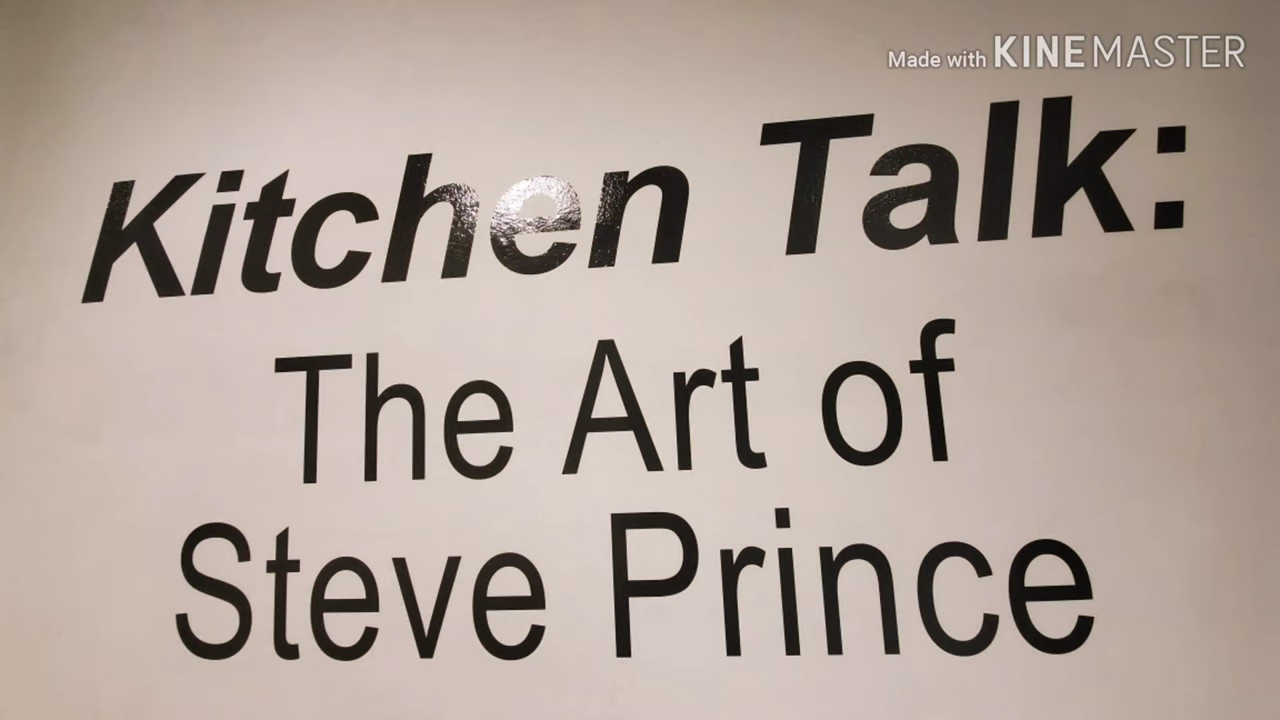 Made with KINEMASTER
Kitchen Talk:
The Art of
Steve Prince